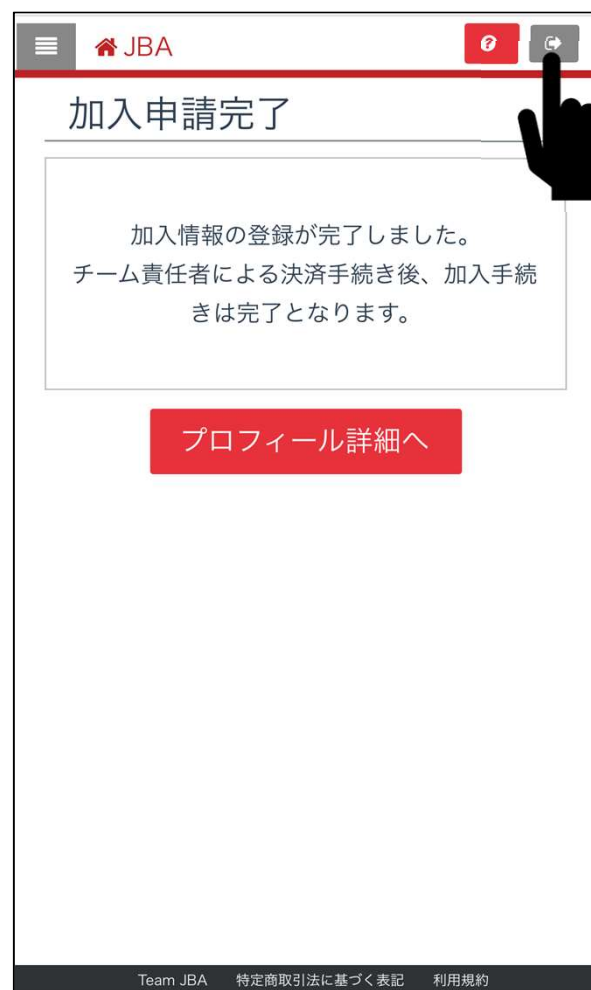 JBA
加入申請完了
加入情報の登録が完了しました。
チーム責任者による決済手続き後、加入手続
きは完了となります。
プロフィール詳細へ
Team JBA 特定商取引法に基づく表記 利用規約